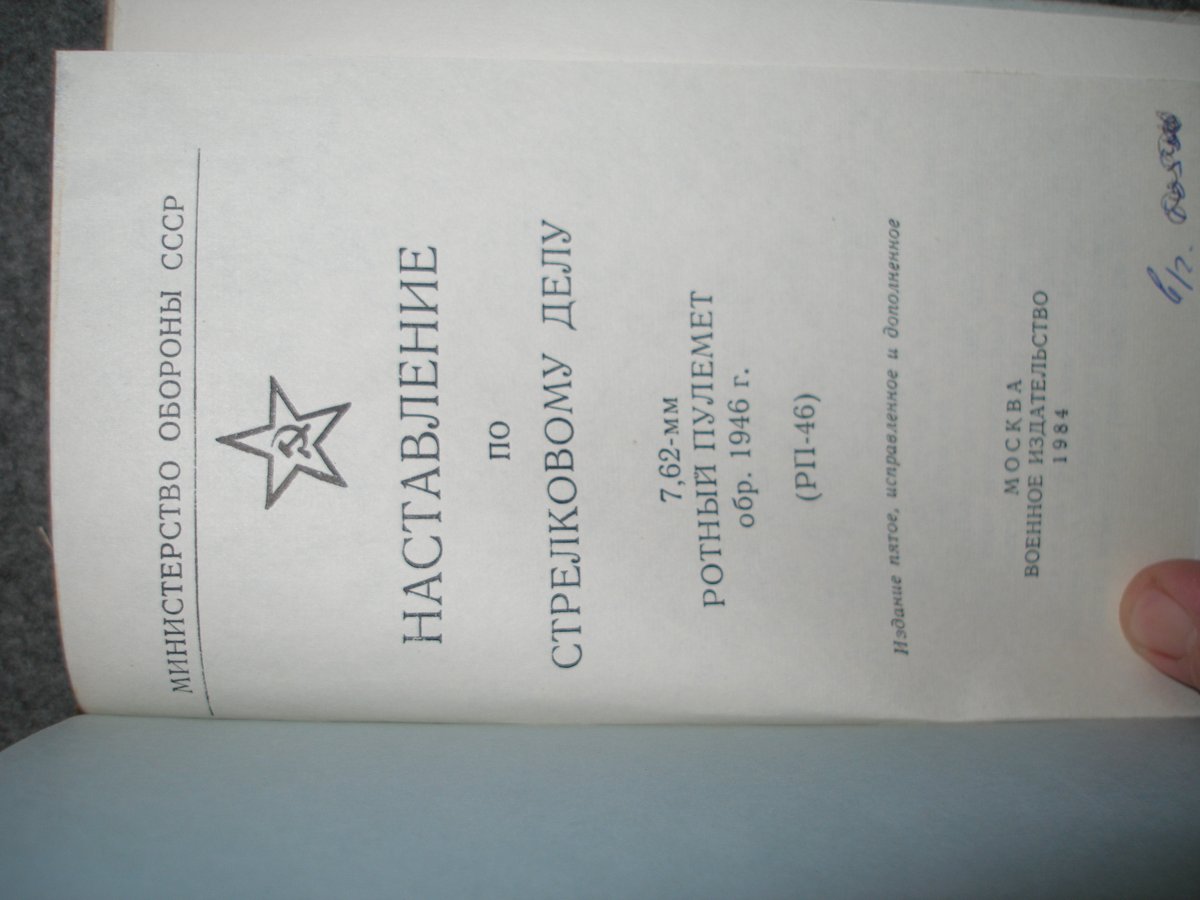 МИНИСТЕРСТВО ОБОРОНЫ СССР
НАСТАВЛЕНИЕ
ПО
СТРЕЛКОВОМУ ДЕЛУ
7,62-мм
РОТНЫЙ ПУЛЕМЕТ
обр. 1946 г.
(РП-46)
Издание пятое, исправленное и дополненное
МОСКВА
ВОЕННОЕ ИЗДАТЕЛЬСТВО
1984